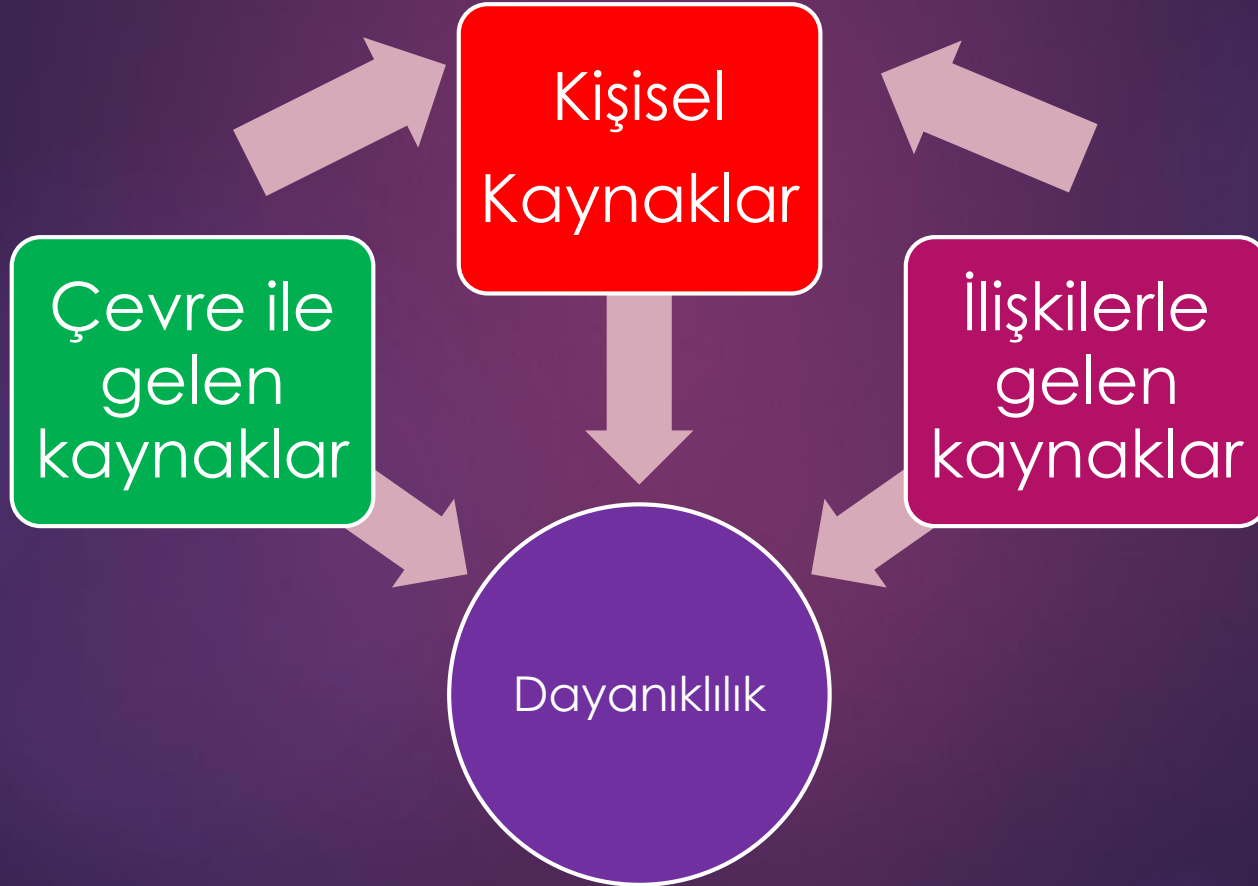 Kişisel
Kaynaklar
Çevre ile
gelen
kaynaklar
İlişkilerle
gelen
kaynaklar
Dayanıklılık